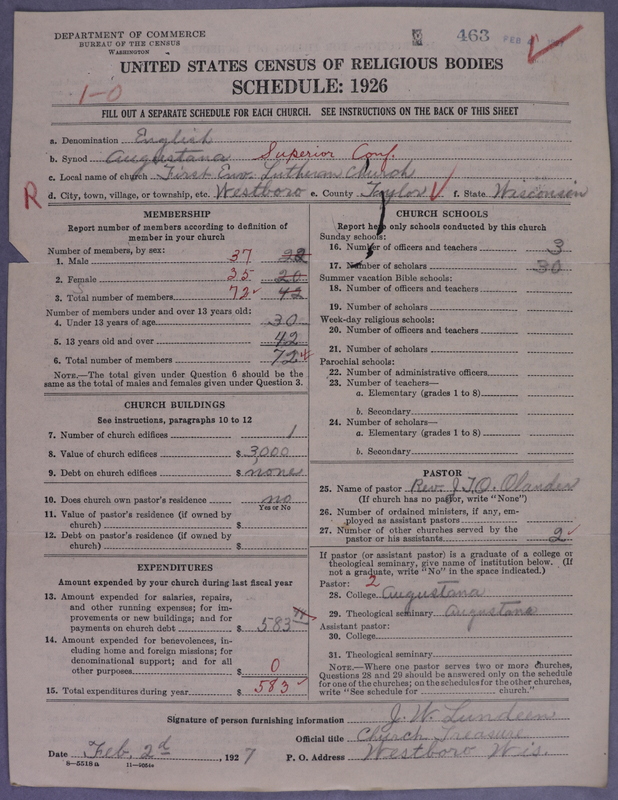 DEPARTMENT OF COMMERCE
BUREAU OF THE CENSUS
WASHINGTON
463 FEB
UNITED STATES CENSUS OF RELIGIOUS BODIES
SCHEDULE: 1926
1-0
FILL OUT A SEPARATE SCHEDULE FOR EACH CHURCH. SEE INSTRUCTIONS ON THE BACK OF THIS SHEET
a. Denomination English
b. Synod Augustana Superior Conf.
c. Local name of church First Evn. Lutheran Church
R d. City, town, village, or township, etc. Westboro e. County Taylor f. State Wisconsin
MEMBERSHIP
Report number of members according to definition of
member in your church
Number of members, by sex:
1. Male 37 22
2. Female 35 20
3. Total number of members 72 42
Number of members under and over 13 years old:
4. Under 13 years of age 30
5. 13 years old and over 42
6. Total number of members 72
NOTE.—The total given under Question 6 should be
same as the total of males and females given under Question 3.
CHURCH BUILDINGS
See instructions, paragraphs 10 to 12
7. Number of church edifices 1
8. Value of church edifices $ 3,000
9. Debt on church edifices $ none
10. Does church own pastor's residence no
Yes or No
11. Value of pastor's residence (if owned by
church) $
12. Debt on pastor's residence (if owned by
church) $
EXPENDITURES
Amount expended by your church during last fiscal year
13. Amount expended for salaries, repairs,
and other running expenses; for im-
provements or new buildings; and for
payments on church debt $ 583
14. Amount expended for benevolences, in-
cluding home and foreign missions; for
denominational support; and for all
other purposes $ 0
15. Total expenditures during year $ 583
CHURCH SCHOOLS
Report here only schools conducted by this church
Sunday schools:
16. Number of officers and teachers 3
17. Number of scholars 30
Summer vacation Bible schools:
18. Number of officers and teachers
19. Number of scholars
Week-day religious schools:
20. Number of officers and teachers
21. Number of scholars
Parochial schools:
22. Number of administrative officers
23. Number of teachers—
a. Elementary (grades 1 to 8)
b. Secondary
24. Number of scholars—
a. Elementary (grades 1 to 8)
b. Secondary
PASTOR
25. Name of pastor Rev. J.T.O. Olander
(If church has no pastor, write "None")
26. Number of ordained ministers, if any, em-
ployed as assistant pastors
27. Number of other churches served by the
pastor or his assistants 2
If pastor (or assistant pastor) is a graduate of a college or
theological seminary, give name of institution below. (If
not a graduate, write "No" in the space indicated.)
Pastor: 2
28. College Augustana
29. Theological seminary Augustana
Assistant pastor:
30. College
31. Theological seminary
NOTE.—Where one pastor serves two or more churches,
Questions 28 and 29 should be answered only on the schedule
for one of the churches; on the schedules for the other churches,
write "See schedule for church."
Signature of person furnishing information J. W. Lundeen
Official title Church Treasure
Date Feb. 2d, 1927 P. O. Address Westboro Wis.
8—5518a 11—9554